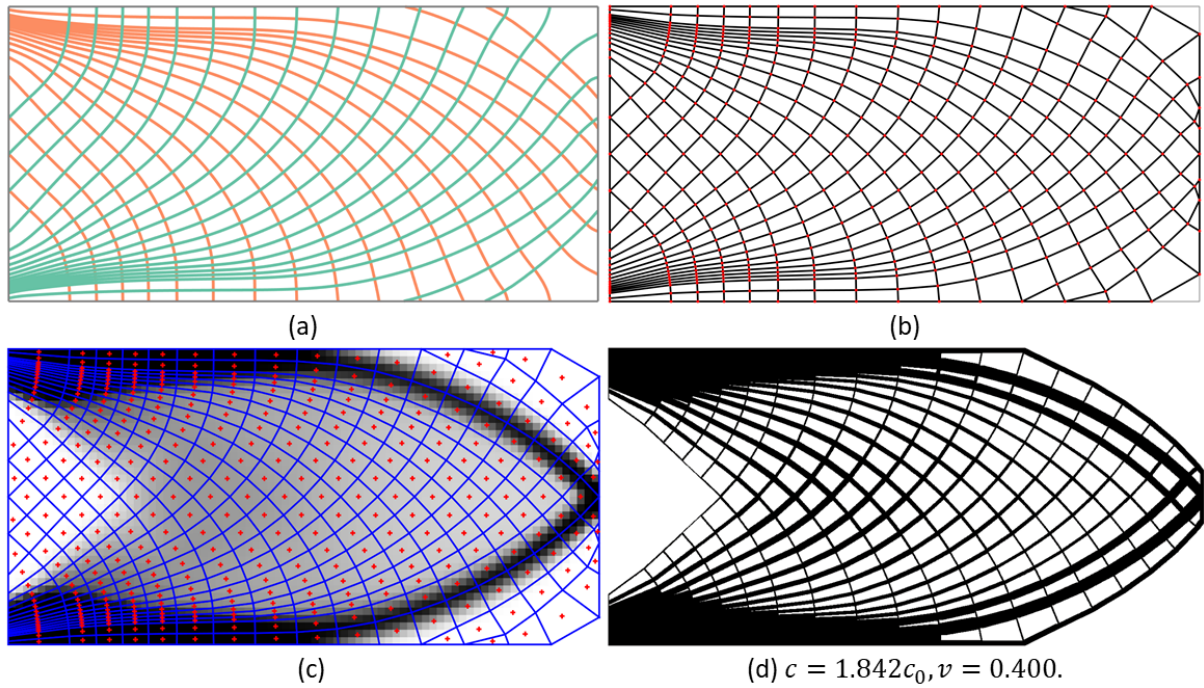 (a)
(b)
(c)
(d) 𝑐 = 1.842𝑐₀, 𝑣 = 0.400.